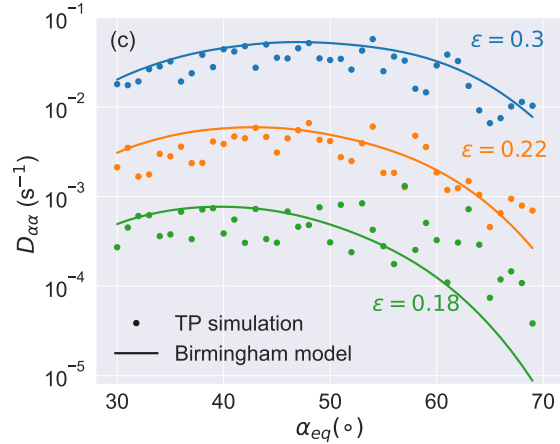 (c)
ε = 0.3
ε = 0.22
ε = 0.18
TP simulation
Birmingham model
10⁻¹
10⁻²
10⁻³
10⁻⁴
10⁻⁵
D_αα (s⁻¹)
30 40 50 60 70
α_eq(∘)